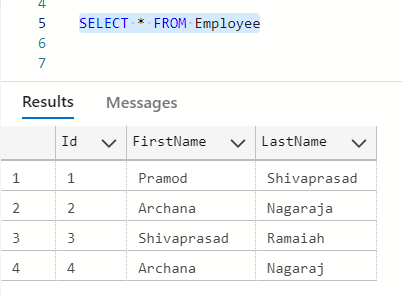 4
5 SELECT * FROM Employee
6
7
Results Messages
Id FirstName LastName
1 1 Pramod Shivaprasad
2 2 Archana Nagaraja
3 3 Shivaprasad Ramaiah
4 4 Archana Nagaraj